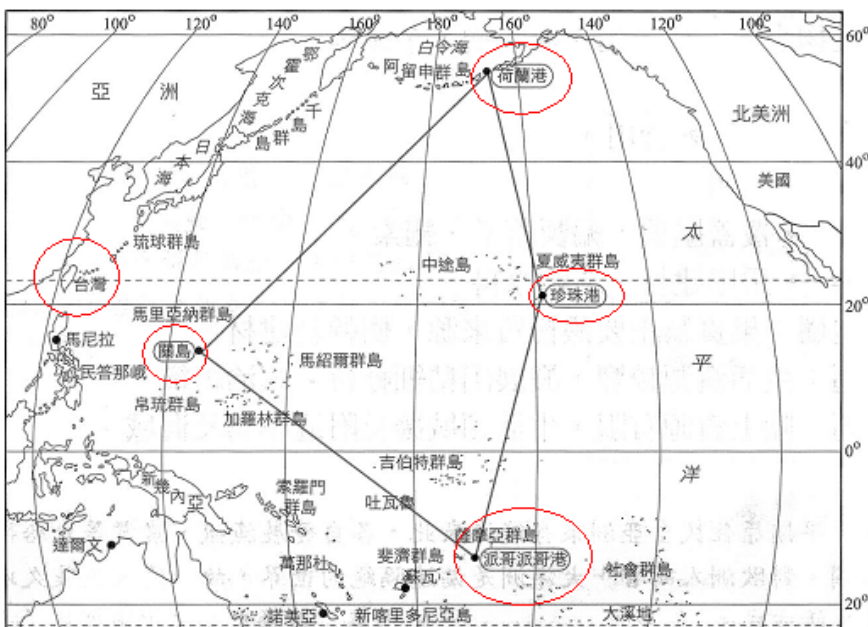 80° 100° 120° 140° 160° 180° 160° 140° 120° 100°
60°
白令海
阿留申群島
荷蘭港
鄂霍次克海
千島群島
亞洲
北美洲
40°
日本海
美國
太平洋
琉球群島
中途島
夏威夷群島
台灣
珍珠港
20°
馬里亞納群島
馬尼拉
關島
馬紹爾群島
民答那峨
帛琉群島
加羅林群島
0°
吉伯特群島
新幾內亞
索羅門
群島
吐瓦魯
薩摩亞群島
達爾文
斐濟群島
派哥派哥港
萬那杜
蘇瓦
社會群島
諾美亞
新喀里多尼亞島
大溪地
20°